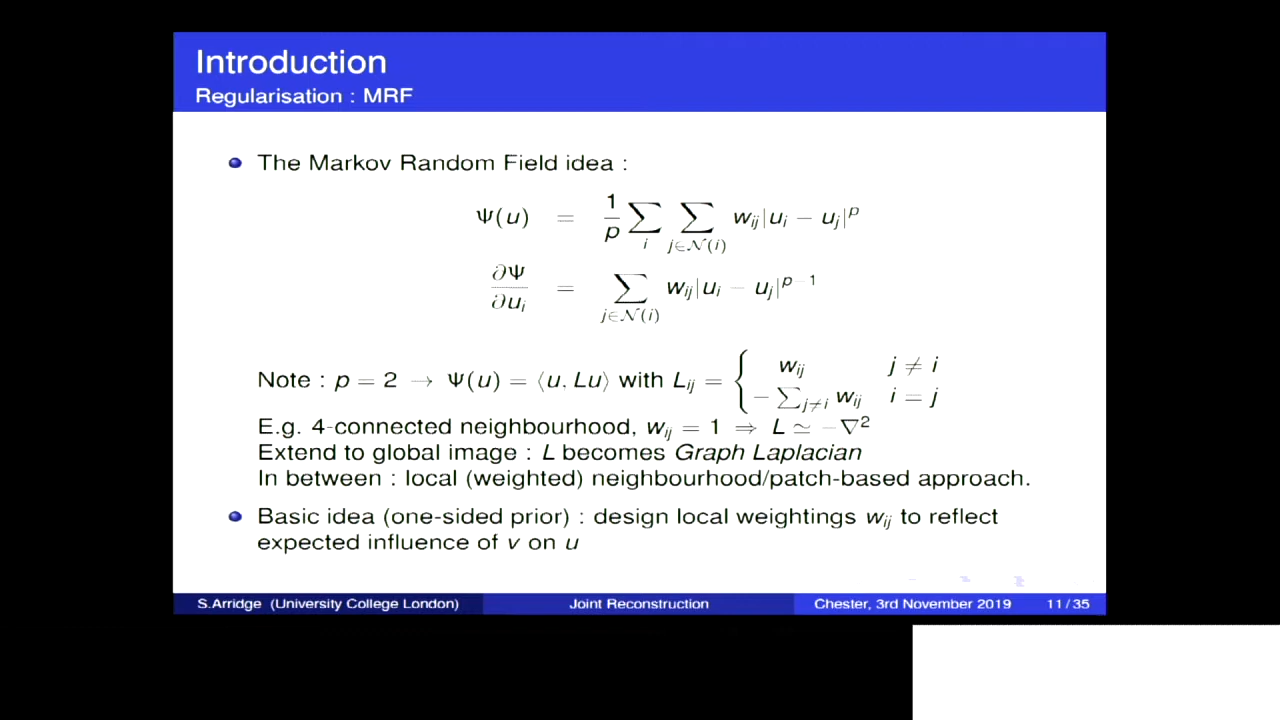 Introduction
Regularisation : MRF
The Markov Random Field idea :
Ψ(u) = 1/p ∑_i ∑_{j∈𝒩(i)} w_ij|u_i − u_j|^p
∂Ψ/∂u_i = ∑_{j∈𝒩(i)} w_ij|u_i − u_j|^{p−1}
Note : p = 2 → Ψ(u) = ⟨u, Lu⟩ with L_ij = { w_ij j ≠ i
−∑_{j≠i} w_ij i = j
E.g. 4-connected neighbourhood, w_ij = 1 ⇒ L ≃ −∇²
Extend to global image : L becomes Graph Laplacian
In between : local (weighted) neighbourhood/patch-based approach.
Basic idea (one-sided prior) : design local weightings w_ij to reflect
expected influence of v on u
S.Arridge (University College London) Joint Reconstruction Chester, 3rd November 2019 11 / 35